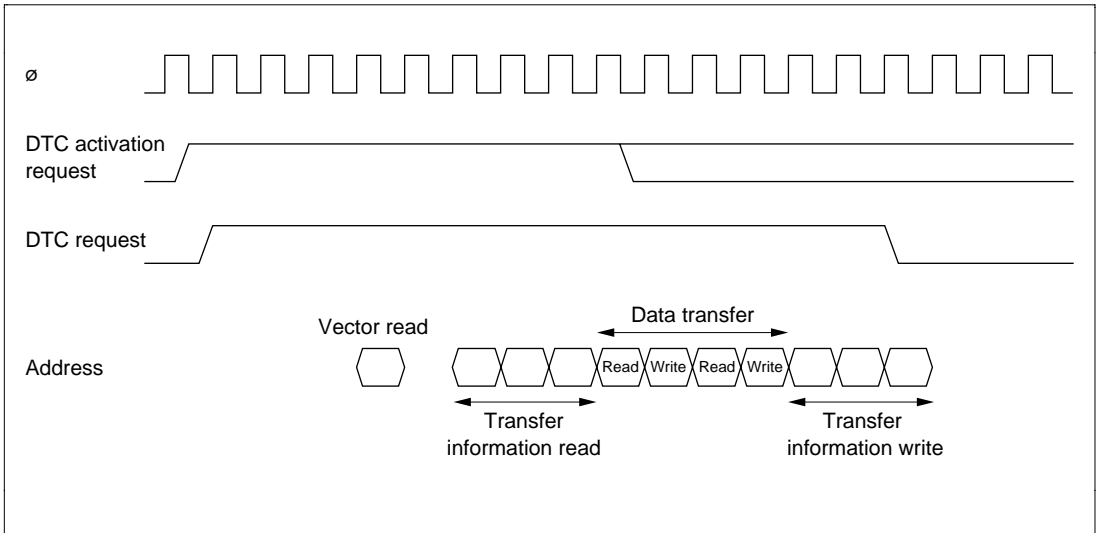 ø
DTC activation
request
DTC request
Data transfer
Vector read
Address
Read Write Read Write
Transfer
information read
Transfer
information write